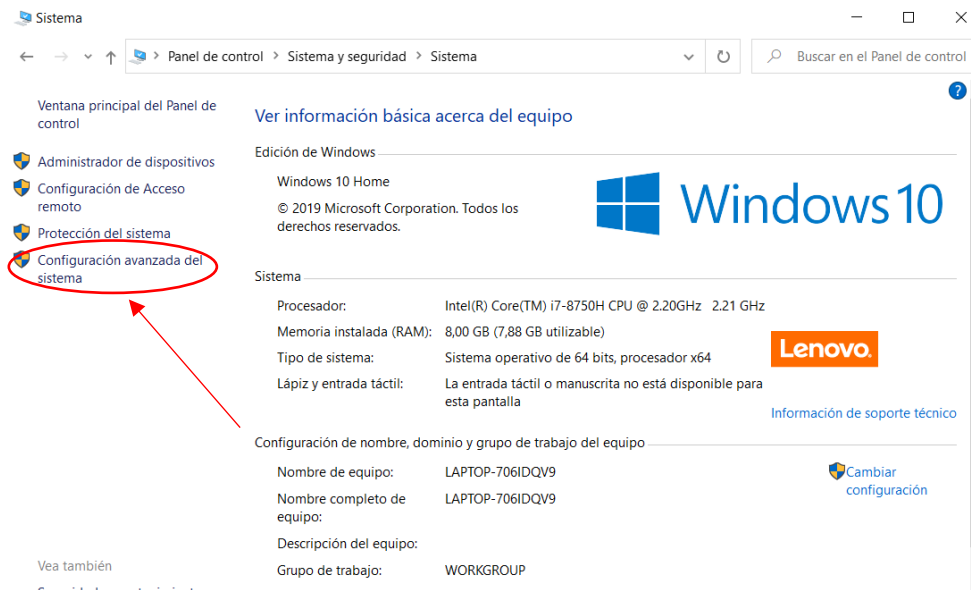 Sistema
Panel de control > Sistema y seguridad > Sistema
Buscar en el Panel de control
Ventana principal del Panel de
control
Administrador de dispositivos
Configuración de Acceso
remoto
Protección del sistema
Configuración avanzada del
sistema
Vea también
?
Ver información básica acerca del equipo
Edición de Windows
Windows 10 Home
© 2019 Microsoft Corporation. Todos los
derechos reservados.
Windows 10
Sistema
Procesador: Intel(R) Core(TM) i7-8750H CPU @ 2.20GHz 2.21 GHz
Memoria instalada (RAM): 8,00 GB (7,88 GB utilizable)
Tipo de sistema: Sistema operativo de 64 bits, procesador x64
Lápiz y entrada táctil: La entrada táctil o manuscrita no está disponible para
esta pantalla
Lenovo.
Información de soporte técnico
Configuración de nombre, dominio y grupo de trabajo del equipo
Nombre de equipo: LAPTOP-706IDQV9
Nombre completo de LAPTOP-706IDQV9
equipo:
Descripción del equipo:
Grupo de trabajo: WORKGROUP
Cambiar
configuración